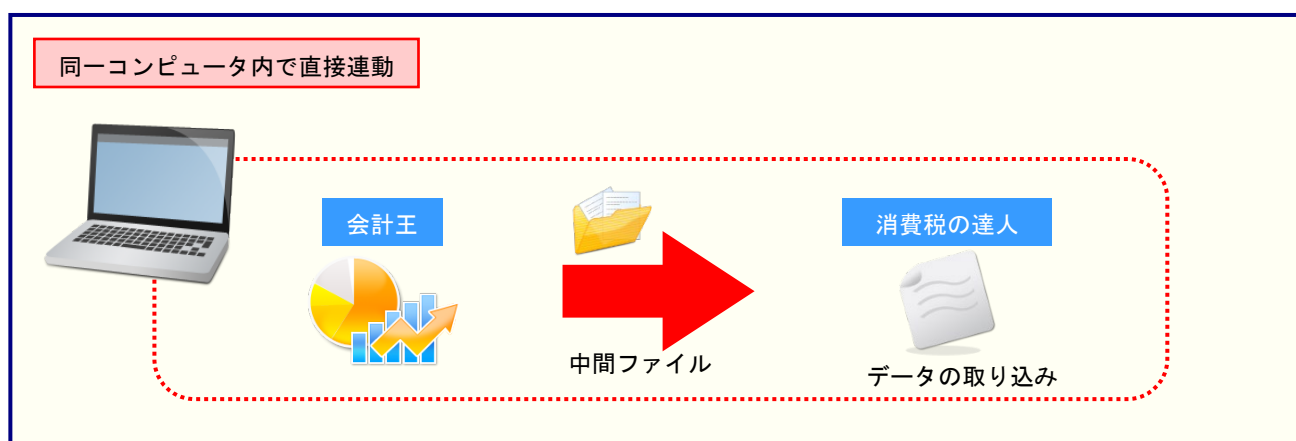 同一コンピュータ内で直接連動
会計王
消費税の達人
中間ファイル
データの取り込み